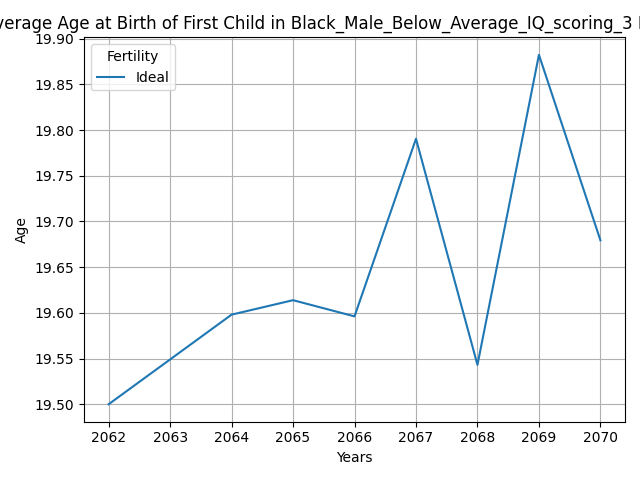 verage Age at Birth of First Child in Black_Male_Below_Average_IQ_scoring_3
Fertility
Ideal
19.90
19.85
19.80
19.75
19.70
19.65
19.60
19.55
19.50
Age
2062 2063 2064 2065 2066 2067 2068 2069 2070
Years